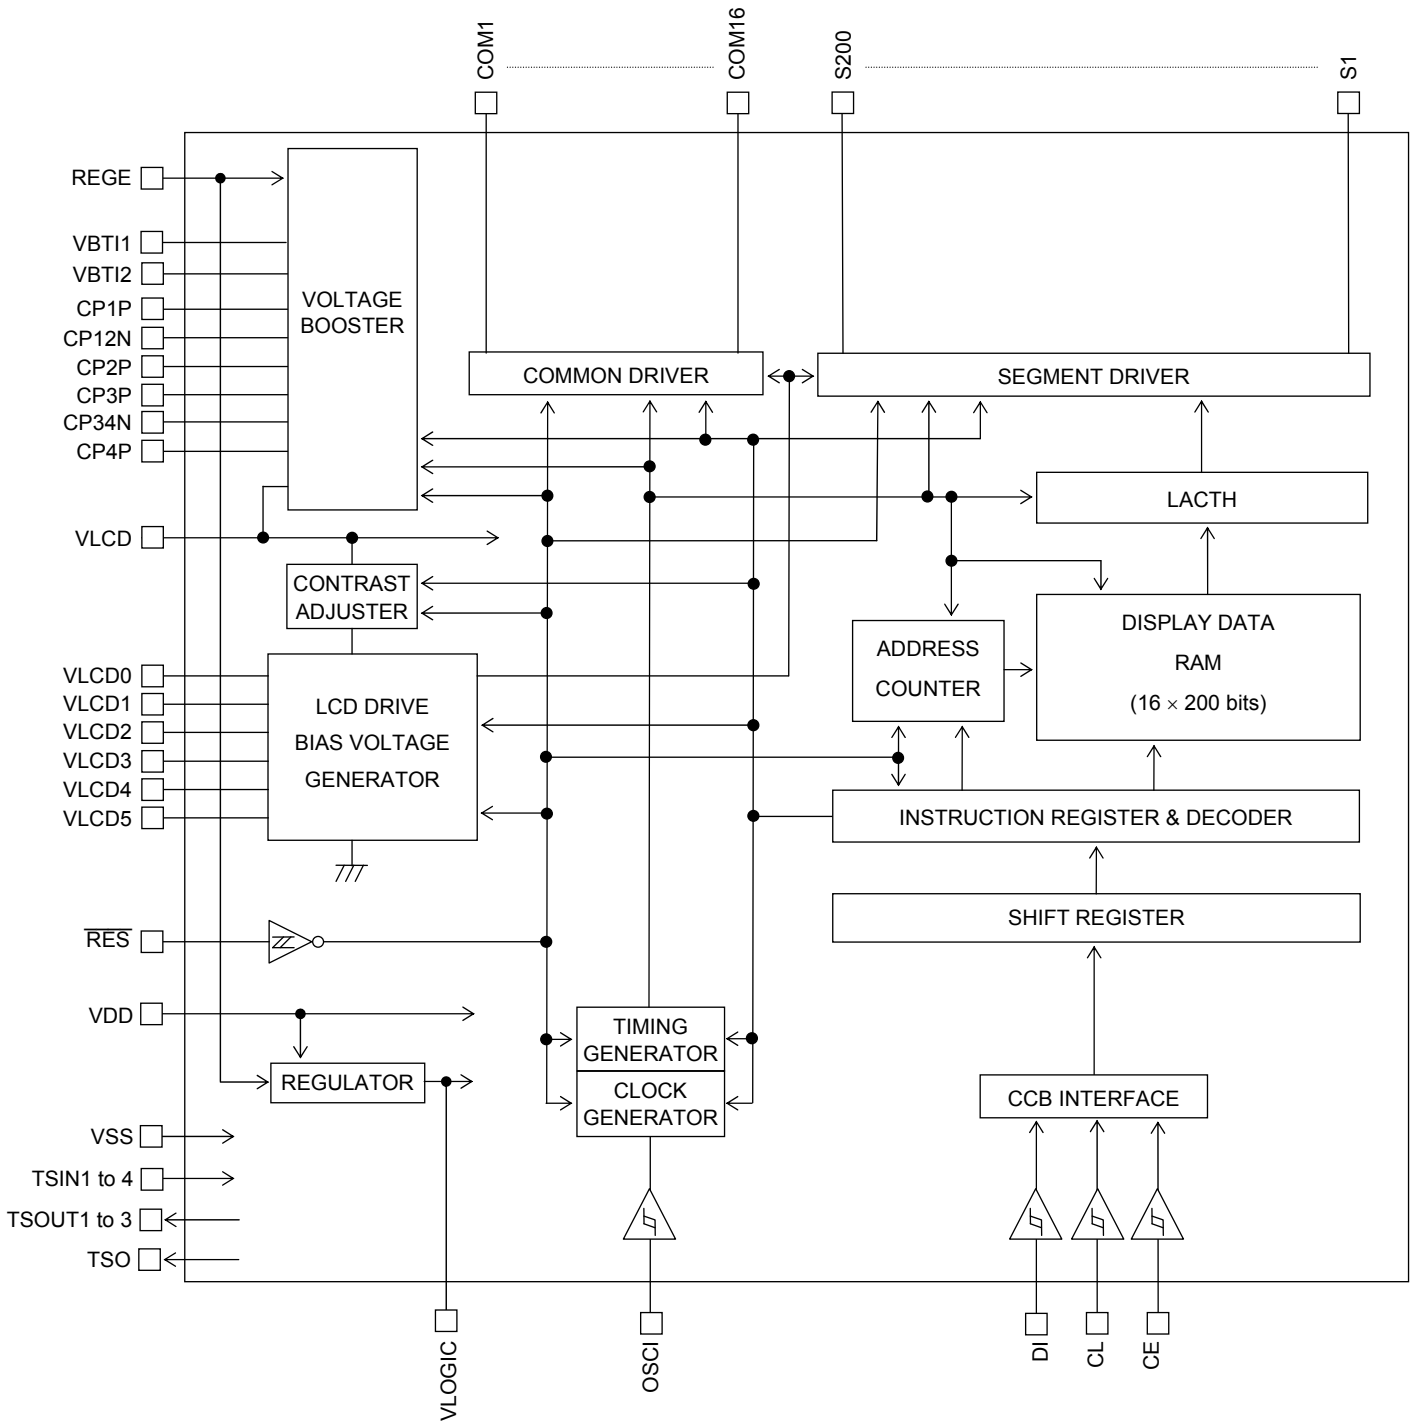 COM1
COM16
S200
S1
REGE
VBTI1
VBTI2
CP1P
CP12N
CP2P
CP3P
CP34N
CP4P
VOLTAGE
BOOSTER
COMMON DRIVER
SEGMENT DRIVER
LACTH
VLCD
CONTRAST
ADJUSTER
DISPLAY DATA
RAM
(16 × 200 bits)
ADDRESS
COUNTER
VLCD0
VLCD1
VLCD2
VLCD3
VLCD4
VLCD5
LCD DRIVE
BIAS VOLTAGE
GENERATOR
INSTRUCTION REGISTER & DECODER
SHIFT REGISTER
RES
VDD
TIMING
GENERATOR
REGULATOR
CLOCK
GENERATOR
CCB INTERFACE
VSS
TSIN1 to 4
TSOUT1 to 3
TSO
VLOGIC
OSCI
DI
CL
CE